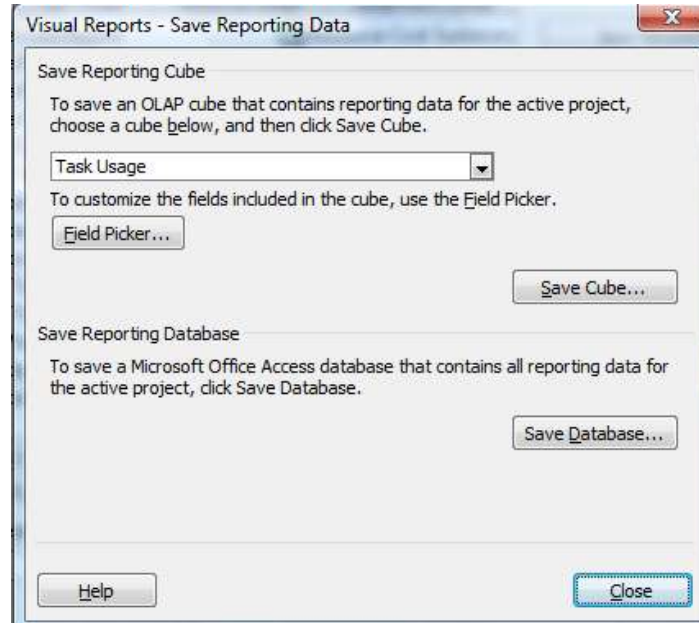 Visual Reports - Save Reporting Data
Save Reporting Cube
To save an OLAP cube that contains reporting data for the active project,
choose a cube below, and then click Save Cube.
Task Usage
To customize the fields included in the cube, use the Field Picker.
Field Picker...
Save Cube...
Save Reporting Database
To save a Microsoft Office Access database that contains all reporting data for
the active project, click Save Database.
Save Database...
Help
Close